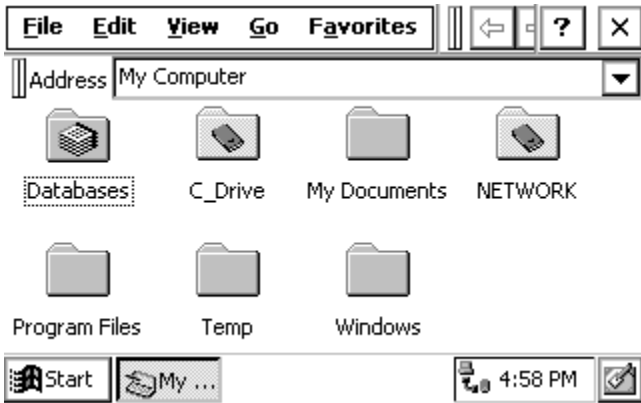 File Edit View Go Favorites ? ×
Address My Computer
Databases C_Drive My Documents NETWORK
Program Files Temp Windows
Start My ... 4:58 PM